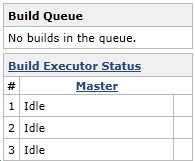 Build Queue
No builds in the queue.
Build Executor Status
# Master
1 Idle
2 Idle
3 Idle